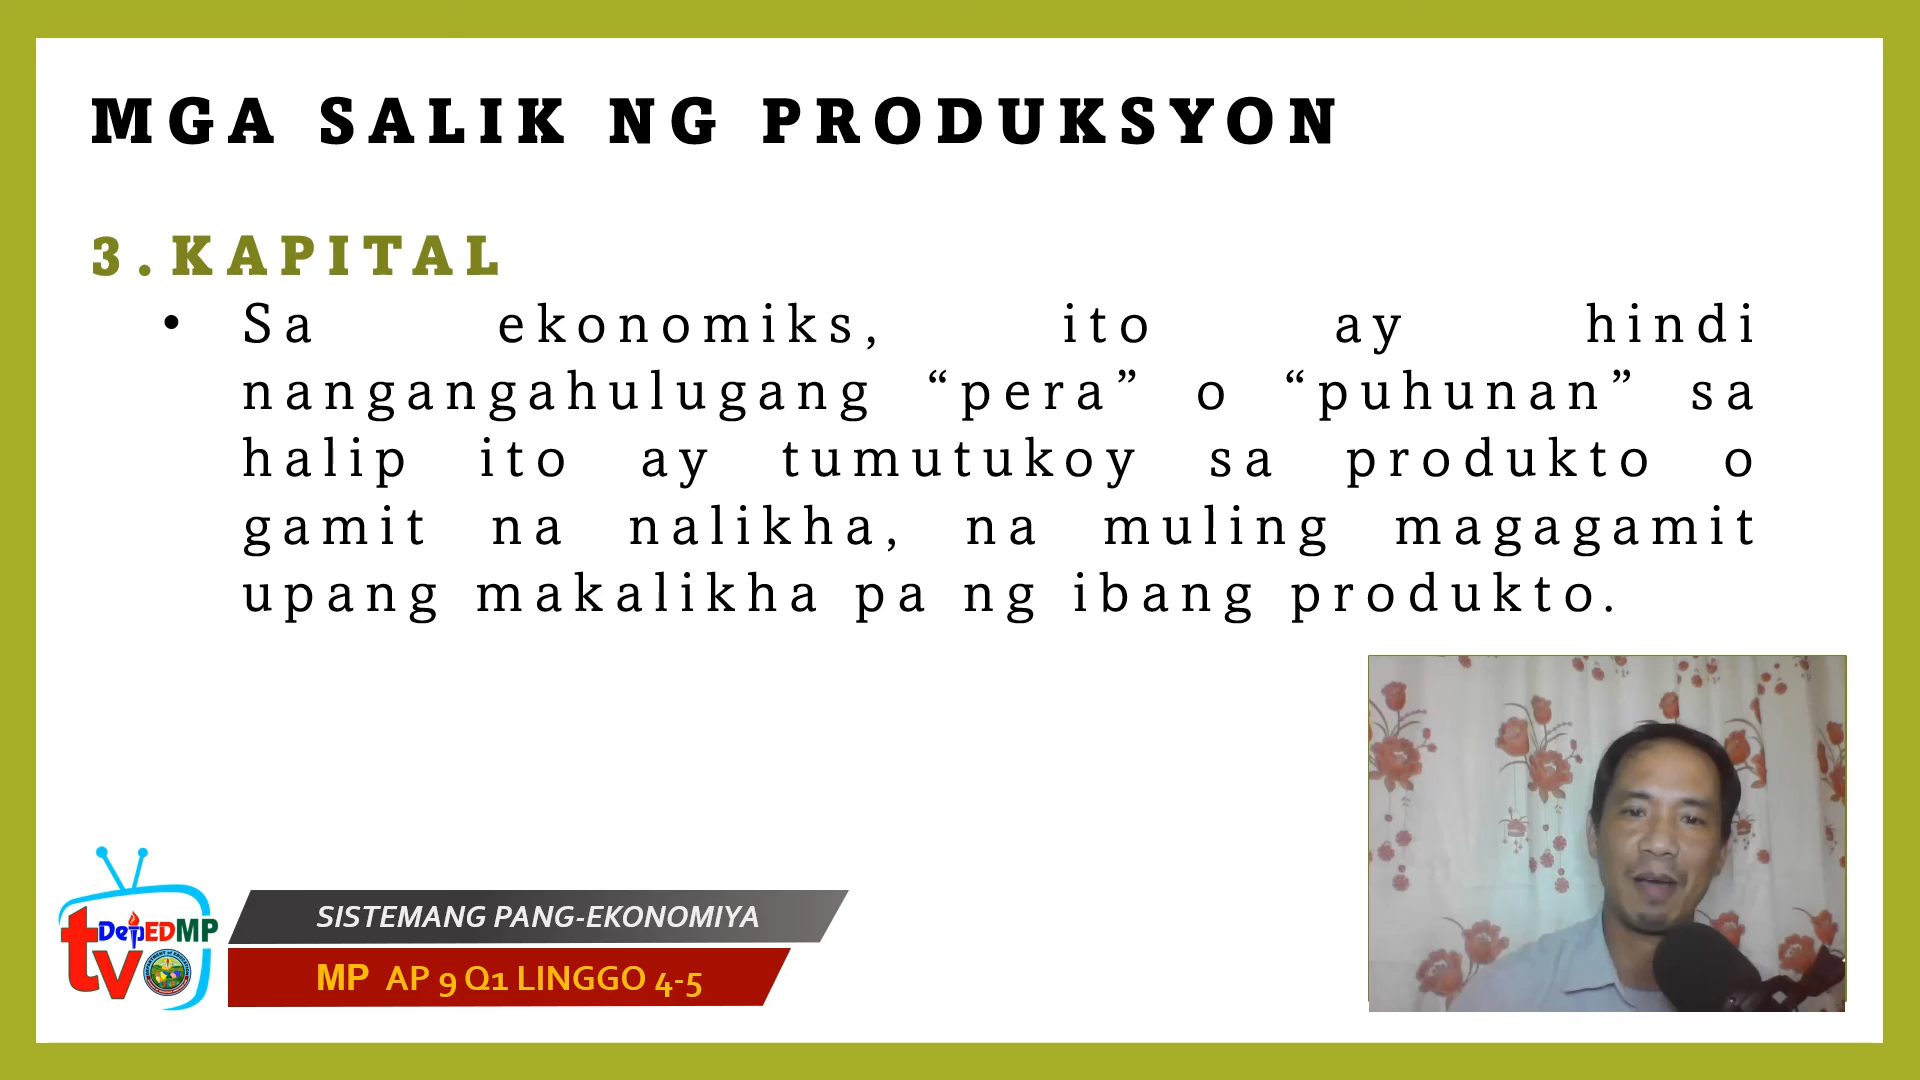 MGA SALIK NG PRODUKSYON
3. KAPITAL
• Sa ekonomiks, ito ay hindi
nangangahulugang “pera” o “puhunan” sa
halip ito ay tumutukoy sa produkto o
gamit na nalikha, na muling magagamit
upang makalikha pa ng ibang produkto.
DepEDMP
tv
SISTEMANG PANG-EKONOMIYA
MP AP 9 Q1 LINGGO 4-5